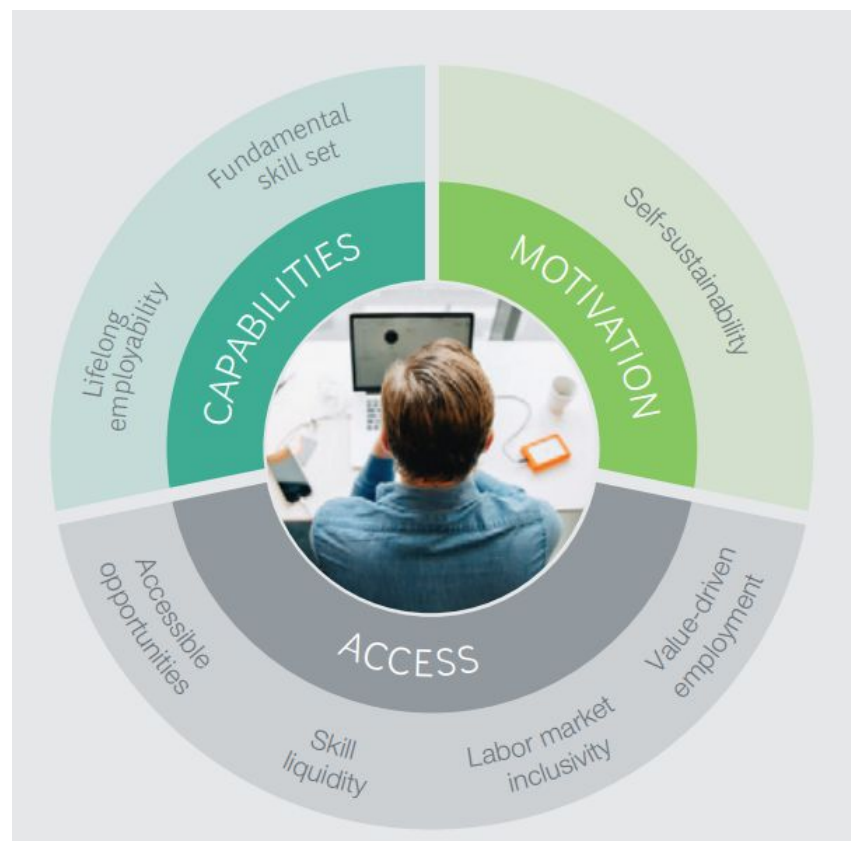 Fundamental
skill set
Lifelong
employability
CAPABILITIES
MOTIVATION
Self-sustainability
ACCESS
Accessible
opportunities
Skill
liquidity
Labor market
inclusivity
Value-driven
employment